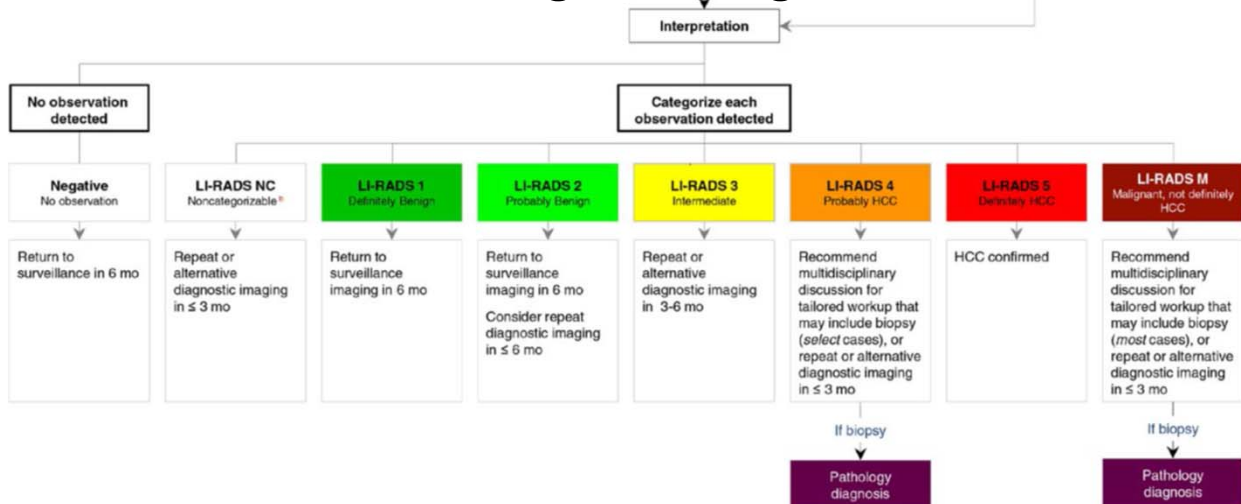 Interpretation
No observation
detected
Categorize each
observation detected
Negative
No observation
LI-RADS NC
Noncategorizable
LI-RADS 1
Definitely Benign
LI-RADS 2
Probably Benign
LI-RADS 3
Intermediate
LI-RADS 4
Probably HCC
LI-RADS 5
Definitely HCC
LI-RADS M
Malignant, not definitely
HCC
Return to
surveillance in 6 mo
Repeat or
alternative
diagnostic imaging
in ≤ 3 mo
Return to
surveillance
imaging in 6 mo
Return to
surveillance
imaging in 6 mo
Consider repeat
diagnostic imaging
in ≤ 6 mo
Repeat or
alternative
diagnostic imaging
in 3-6 mo
Recommend
multidisciplinary
discussion for
tailored workup that
may include biopsy
(select cases), or
repeat or alternative
diagnostic imaging
in ≤ 3 mo
HCC confirmed
Recommend
multidisciplinary
discussion for
tailored workup that
may include biopsy
(most cases), or
repeat or alternative
diagnostic imaging
in ≤ 3 mo
If biopsy
If biopsy
Pathology
diagnosis
Pathology
diagnosis